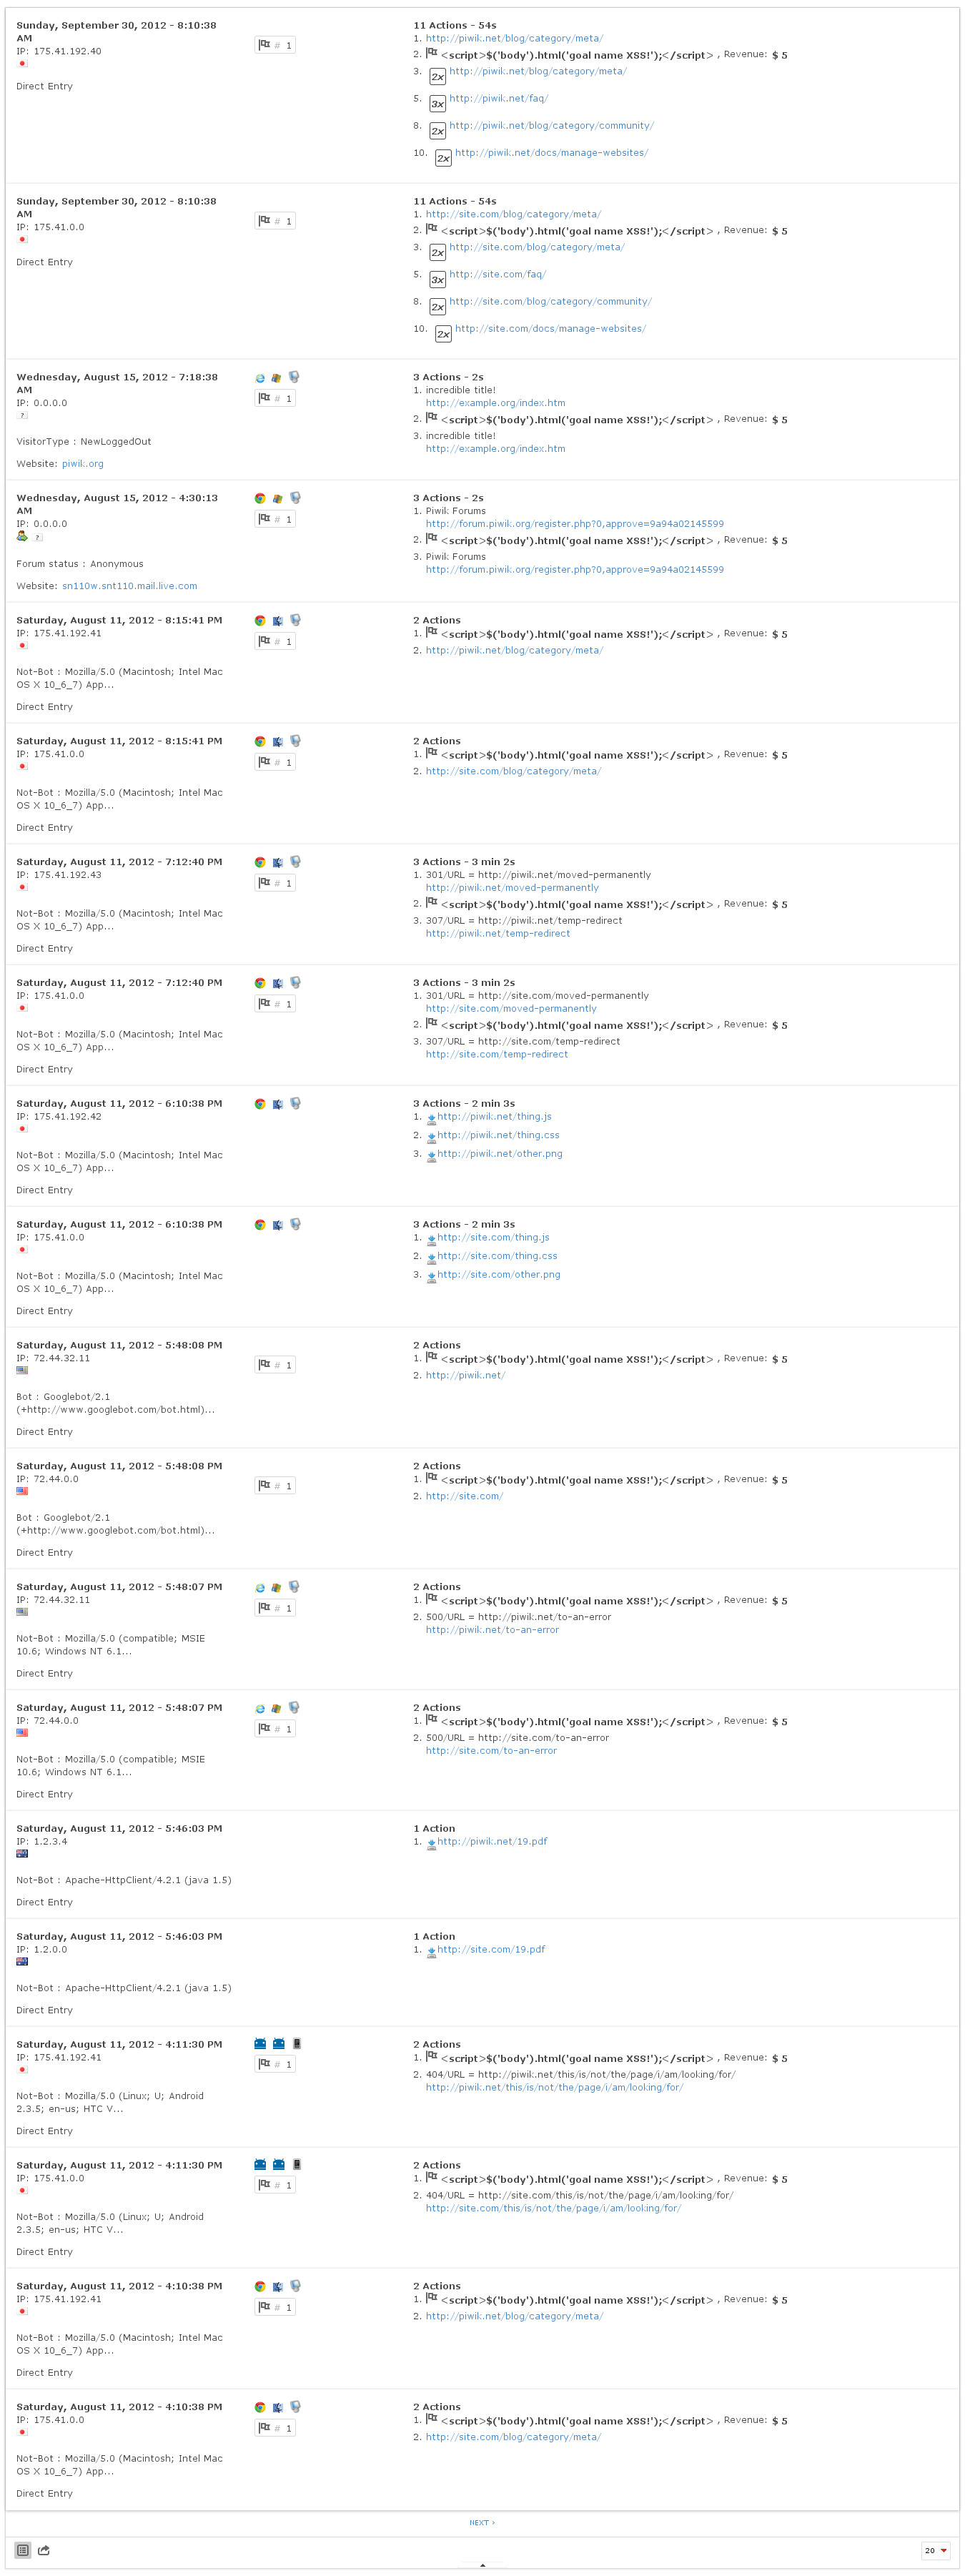 Sunday, September 30, 2012 - 8:10:38
AM
IP: 175.41.192.40
Direct Entry
# 1
11 Actions - 54s
1. http://piwik.net/blog/category/meta/
2. <script>$('body').html('goal name XSS!');</script> , Revenue: $ 5
3. 2x http://piwik.net/blog/category/meta/
5. 3x http://piwik.net/faq/
8. 2x http://piwik.net/blog/category/community/
10. 2x http://piwik.net/docs/manage-websites/
Sunday, September 30, 2012 - 8:10:38
AM
IP: 175.41.0.0
Direct Entry
# 1
11 Actions - 54s
1. http://site.com/blog/category/meta/
2. <script>$('body').html('goal name XSS!');</script> , Revenue: $ 5
3. 2x http://site.com/blog/category/meta/
5. 3x http://site.com/faq/
8. 2x http://site.com/blog/category/community/
10. 2x http://site.com/docs/manage-websites/
Wednesday, August 15, 2012 - 7:18:38
AM
IP: 0.0.0.0
?
VisitorType : NewLoggedOut
Website: piwik.org
# 1
3 Actions - 2s
1. incredible title!
http://example.org/index.htm
2. <script>$('body').html('goal name XSS!');</script> , Revenue: $ 5
3. incredible title!
http://example.org/index.htm
Wednesday, August 15, 2012 - 4:30:13
AM
IP: 0.0.0.0
?
Forum status : Anonymous
Website: sn110w.snt110.mail.live.com
# 1
3 Actions - 2s
1. Piwik Forums
http://forum.piwik.org/register.php?0,approve=9a94a02145599
2. <script>$('body').html('goal name XSS!');</script> , Revenue: $ 5
3. Piwik Forums
http://forum.piwik.org/register.php?0,approve=9a94a02145599
Saturday, August 11, 2012 - 8:15:41 PM
IP: 175.41.192.41
Not-Bot : Mozilla/5.0 (Macintosh; Intel Mac
OS X 10_6_7) App...
Direct Entry
# 1
2 Actions
1. <script>$('body').html('goal name XSS!');</script> , Revenue: $ 5
2. http://piwik.net/blog/category/meta/
Saturday, August 11, 2012 - 8:15:41 PM
IP: 175.41.0.0
Not-Bot : Mozilla/5.0 (Macintosh; Intel Mac
OS X 10_6_7) App...
Direct Entry
# 1
2 Actions
1. <script>$('body').html('goal name XSS!');</script> , Revenue: $ 5
2. http://site.com/blog/category/meta/
Saturday, August 11, 2012 - 7:12:40 PM
IP: 175.41.192.43
Not-Bot : Mozilla/5.0 (Macintosh; Intel Mac
OS X 10_6_7) App...
Direct Entry
# 1
3 Actions - 3 min 2s
1. 301/URL = http://piwik.net/moved-permanently
http://piwik.net/moved-permanently
2. <script>$('body').html('goal name XSS!');</script> , Revenue: $ 5
3. 307/URL = http://piwik.net/temp-redirect
http://piwik.net/temp-redirect
Saturday, August 11, 2012 - 7:12:40 PM
IP: 175.41.0.0
Not-Bot : Mozilla/5.0 (Macintosh; Intel Mac
OS X 10_6_7) App...
Direct Entry
# 1
3 Actions - 3 min 2s
1. 301/URL = http://site.com/moved-permanently
http://site.com/moved-permanently
2. <script>$('body').html('goal name XSS!');</script> , Revenue: $ 5
3. 307/URL = http://site.com/temp-redirect
http://site.com/temp-redirect
Saturday, August 11, 2012 - 6:10:38 PM
IP: 175.41.192.42
Not-Bot : Mozilla/5.0 (Macintosh; Intel Mac
OS X 10_6_7) App...
Direct Entry
3 Actions - 2 min 3s
1. http://piwik.net/thing.js
2. http://piwik.net/thing.css
3. http://piwik.net/other.png
Saturday, August 11, 2012 - 6:10:38 PM
IP: 175.41.0.0
Not-Bot : Mozilla/5.0 (Macintosh; Intel Mac
OS X 10_6_7) App...
Direct Entry
3 Actions - 2 min 3s
1. http://site.com/thing.js
2. http://site.com/thing.css
3. http://site.com/other.png
Saturday, August 11, 2012 - 5:48:08 PM
IP: 72.44.32.11
Bot : Googlebot/2.1
(+http://www.googlebot.com/bot.html)...
Direct Entry
# 1
2 Actions
1. <script>$('body').html('goal name XSS!');</script> , Revenue: $ 5
2. http://piwik.net/
Saturday, August 11, 2012 - 5:48:08 PM
IP: 72.44.0.0
Bot : Googlebot/2.1
(+http://www.googlebot.com/bot.html)...
Direct Entry
# 1
2 Actions
1. <script>$('body').html('goal name XSS!');</script> , Revenue: $ 5
2. http://site.com/
Saturday, August 11, 2012 - 5:48:07 PM
IP: 72.44.32.11
Not-Bot : Mozilla/5.0 (compatible; MSIE
10.6; Windows NT 6.1...
Direct Entry
# 1
2 Actions
1. <script>$('body').html('goal name XSS!');</script> , Revenue: $ 5
2. 500/URL = http://piwik.net/to-an-error
http://piwik.net/to-an-error
Saturday, August 11, 2012 - 5:48:07 PM
IP: 72.44.0.0
Not-Bot : Mozilla/5.0 (compatible; MSIE
10.6; Windows NT 6.1...
Direct Entry
# 1
2 Actions
1. <script>$('body').html('goal name XSS!');</script> , Revenue: $ 5
2. 500/URL = http://site.com/to-an-error
http://site.com/to-an-error
Saturday, August 11, 2012 - 5:46:03 PM
IP: 1.2.3.4
Not-Bot : Apache-HttpClient/4.2.1 (java 1.5)
Direct Entry
1 Action
1. http://piwik.net/19.pdf
Saturday, August 11, 2012 - 5:46:03 PM
IP: 1.2.0.0
Not-Bot : Apache-HttpClient/4.2.1 (java 1.5)
Direct Entry
1 Action
1. http://site.com/19.pdf
Saturday, August 11, 2012 - 4:11:30 PM
IP: 175.41.192.41
Not-Bot : Mozilla/5.0 (Linux; U; Android
2.3.5; en-us; HTC V...
Direct Entry
# 1
2 Actions
1. <script>$('body').html('goal name XSS!');</script> , Revenue: $ 5
2. 404/URL = http://piwik.net/this/is/not/the/page/i/am/looking/for/
http://piwik.net/this/is/not/the/page/i/am/looking/for/
Saturday, August 11, 2012 - 4:11:30 PM
IP: 175.41.0.0
Not-Bot : Mozilla/5.0 (Linux; U; Android
2.3.5; en-us; HTC V...
Direct Entry
# 1
2 Actions
1. <script>$('body').html('goal name XSS!');</script> , Revenue: $ 5
2. 404/URL = http://site.com/this/is/not/the/page/i/am/looking/for/
http://site.com/this/is/not/the/page/i/am/looking/for/
Saturday, August 11, 2012 - 4:10:38 PM
IP: 175.41.192.41
Not-Bot : Mozilla/5.0 (Macintosh; Intel Mac
OS X 10_6_7) App...
Direct Entry
# 1
2 Actions
1. <script>$('body').html('goal name XSS!');</script> , Revenue: $ 5
2. http://piwik.net/blog/category/meta/
Saturday, August 11, 2012 - 4:10:38 PM
IP: 175.41.0.0
Not-Bot : Mozilla/5.0 (Macintosh; Intel Mac
OS X 10_6_7) App...
Direct Entry
# 1
2 Actions
1. <script>$('body').html('goal name XSS!');</script> , Revenue: $ 5
2. http://site.com/blog/category/meta/
NEXT ›
20